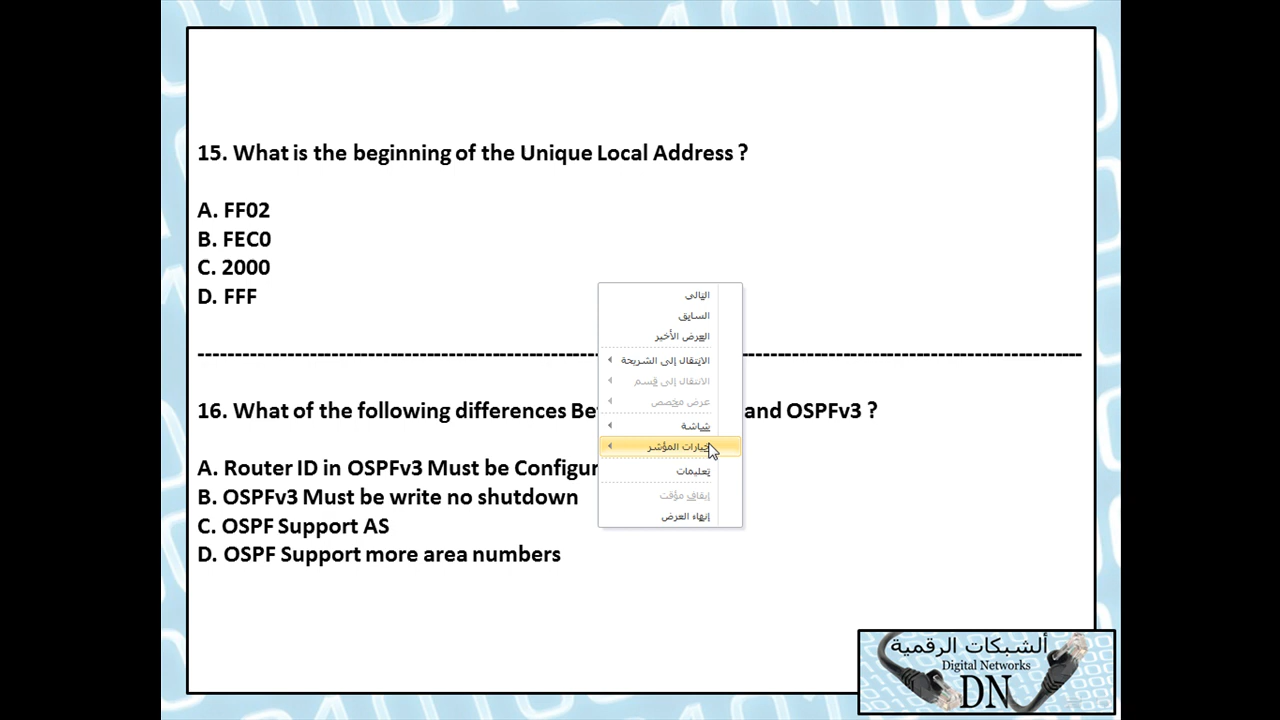 15. What is the beginning of the Unique Local Address ?
A. FF02
B. FEC0
C. 2000
D. FFF
16. What of the following differences Be
and OSPFv3 ?
A. Router ID in OSPFv3 Must be Configur
B. OSPFv3 Must be write no shutdown
C. OSPF Support AS
D. OSPF Support more area numbers
التالي
السابق
العرض الأخير
الانتقال إلى الشريحة
الانتقال إلى قسم
عرض مخصص
شاشة
خيارات المؤشر
تعليمات
إيقاف مؤقت
إنهاء العرض
ألشبكات الرقمية
Digital Networks
DN